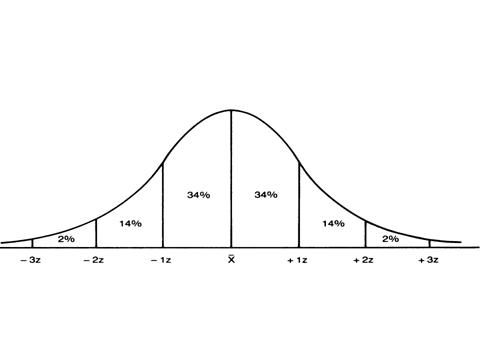 34% 34%
14% 14%
2% 2%
- 3z - 2z - 1z X̄ + 1z + 2z + 3z